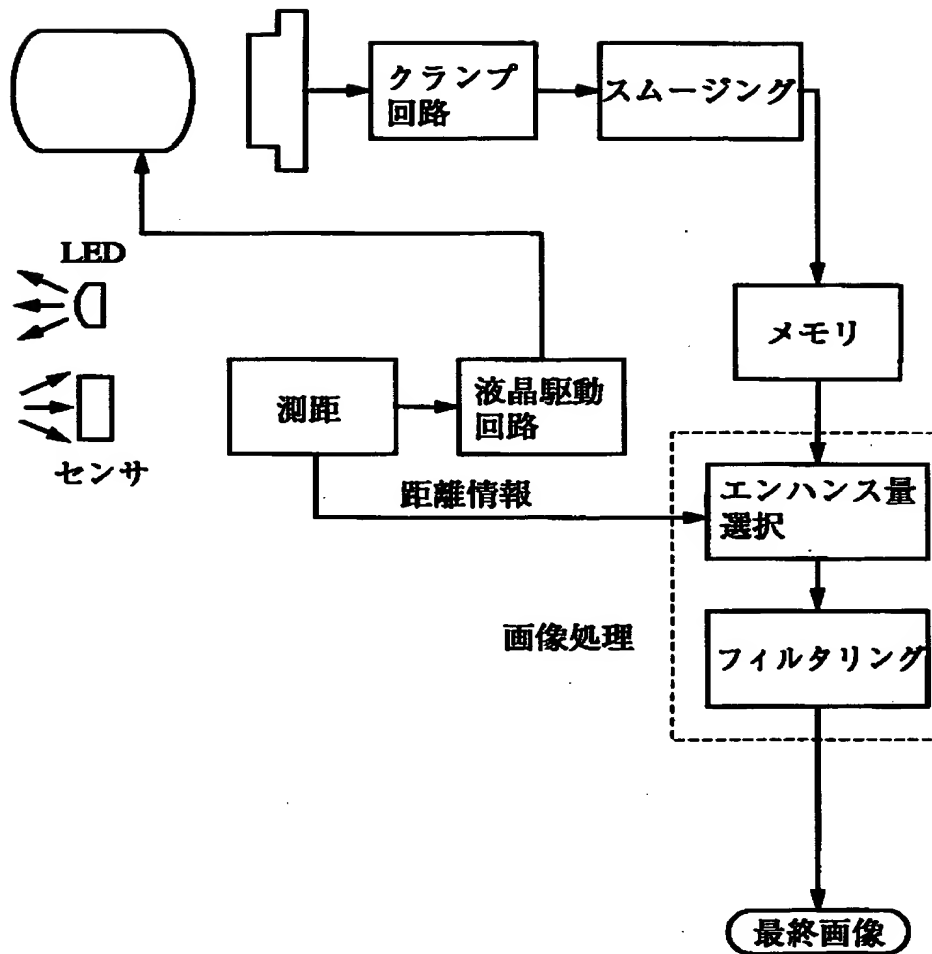 クランプ
回路
スムージング
LED
メモリ
測距
液晶駆動
回路
センサ
距離情報
エンハンス量
選択
画像処理
フィルタリング
最終画像